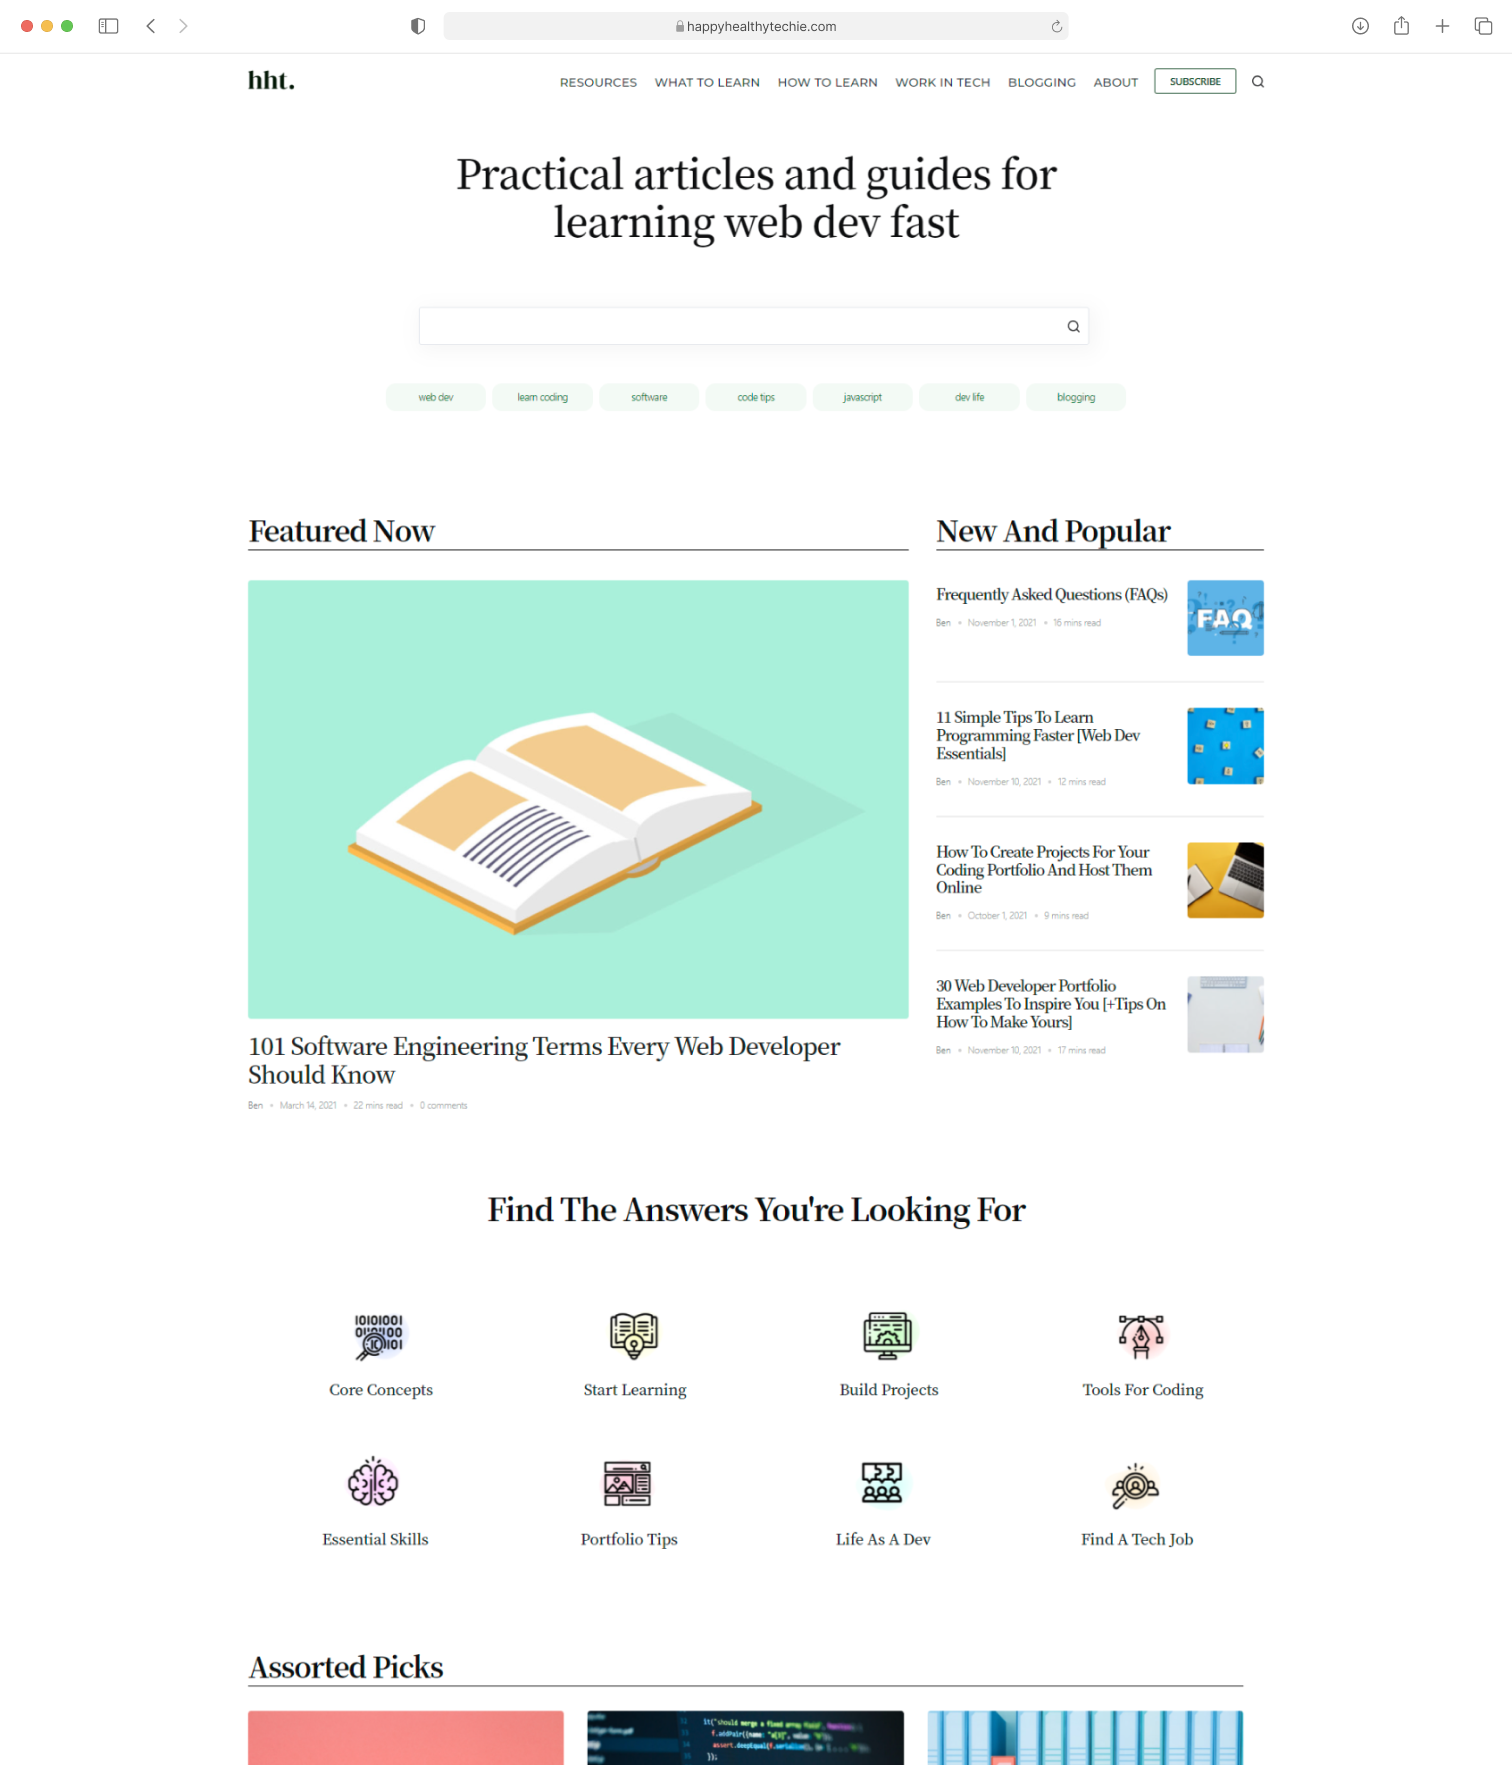 happyhealthytechie.com
hht.
RESOURCES WHAT TO LEARN HOW TO LEARN WORK IN TECH BLOGGING ABOUT SUBSCRIBE
Practical articles and guides for
learning web dev fast
web dev learn coding software code tips javascript dev life blogging
Featured Now
101 Software Engineering Terms Every Web Developer
Should Know
Ben • March 14, 2021 • 22 mins read • 0 comments
New And Popular
Frequently Asked Questions (FAQs)
Ben • November 1, 2021 • 16 mins read
FAQ
11 Simple Tips To Learn
Programming Faster [Web Dev
Essentials]
Ben • November 10, 2021 • 12 mins read
How To Create Projects For Your
Coding Portfolio And Host Them
Online
Ben • October 1, 2021 • 9 mins read
30 Web Developer Portfolio
Examples To Inspire You [+Tips On
How To Make Yours]
Ben • November 10, 2021 • 17 mins read
Find The Answers You're Looking For
Core Concepts
Start Learning
Build Projects
Tools For Coding
Essential Skills
Portfolio Tips
Life As A Dev
Find A Tech Job
Assorted Picks
it("should merge a fixed array